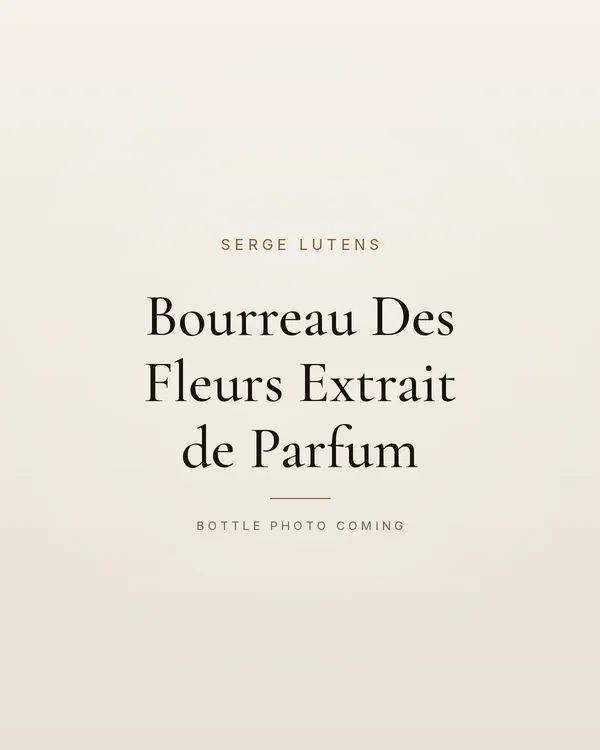 SERGE LUTENS
Bourreau Des
Fleurs Extrait
de Parfum
BOTTLE PHOTO COMING